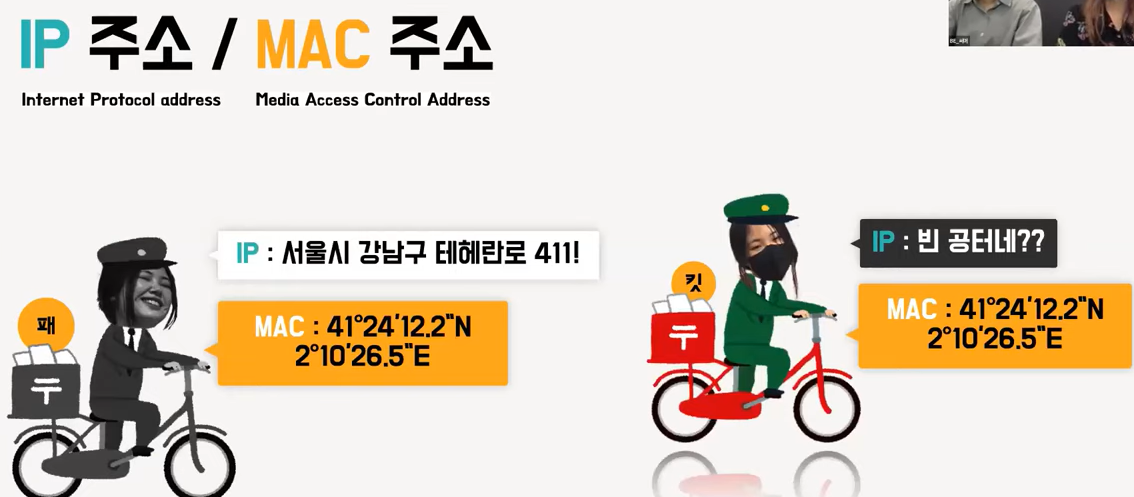 IP 주소 / MAC 주소
Internet Protocol address
Media Access Control Address
IP : 서울시 강남구 테헤란로 411!
패
MAC : 41°24'12.2"N
2°10'26.5"E
IP : 빈 공터네??
킷
MAC : 41°24'12.2"N
2°10'26.5"E